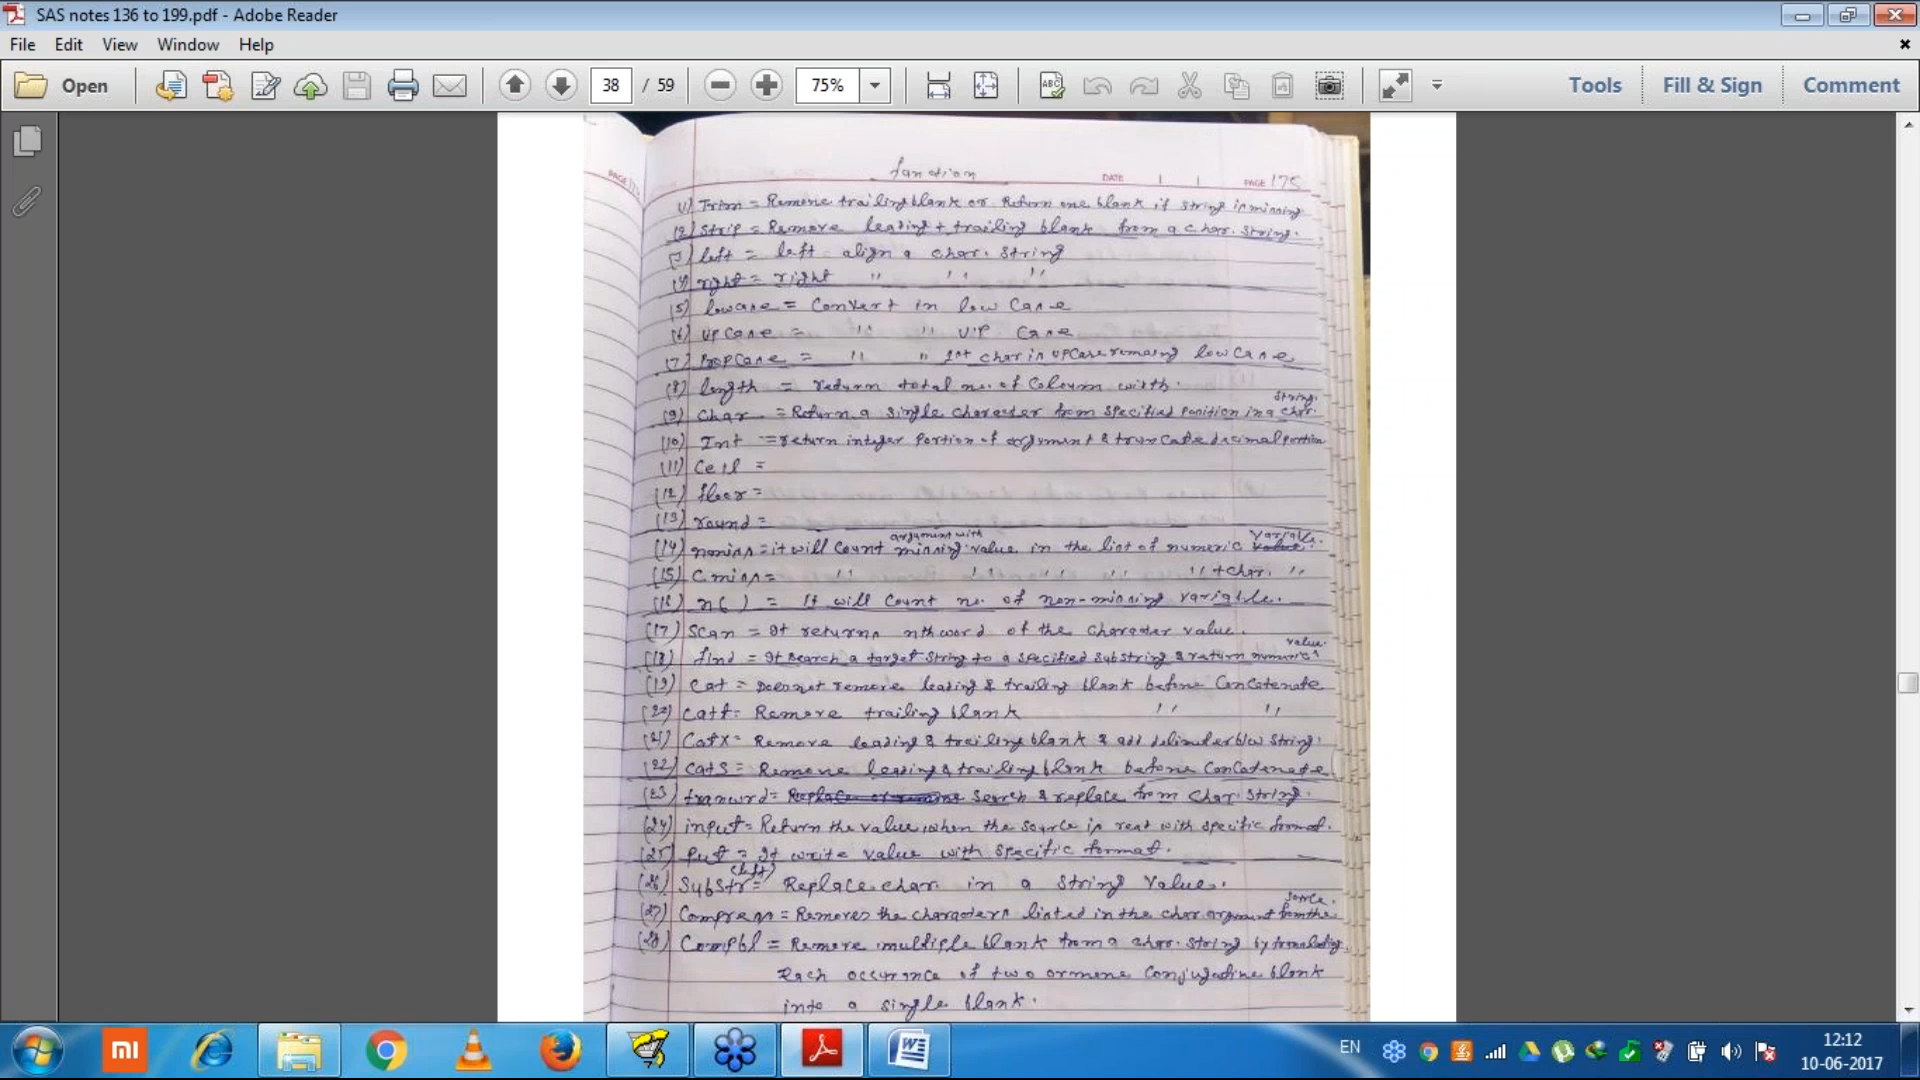 SAS notes 136 to 199.pdf - Adobe Reader
File Edit View Window Help
Open 38 / 59 75% Tools Fill & Sign Comment
function DATE PAGE 175
(1) Trim = Remove trailing blank or Return one blank if string is missing
(2) Strip = Remove leading + trailing blank from a char. string.
(3) left = left align a char. string
(4) right = right " " "
(5) lowcase = Convert in low Case
(6) UPCase = " " UP. Case
(7) PropCase = " " 1st char in UPCase remaing lowCase
(8) length = return total no. of Coloumn width.
(9) Char = Return a single character from specified position in a char. string.
(10) Int = return integer portion of argument & truncate decimal portion
(11) Ceil =
(12) floor =
(13) round =
(14) nmiss = it will Count argument with missing value in the list of numeric Variable.
(15) Cmiss = " " " " " + char. "
(16) n( ) = It will Count no. of non-missing variable.
(17) Scan = It returns nth word of the character value.
(18) find = It search a target string to a specified substring & return numeric value.
(19) Cat = Does not remove leading & trailing blank before Concatenate
(20) Catt = Remove trailing blank " "
(21) Catx = Remove leading & trailing blank & add delimiter b/w string.
(22) Cats = Remove leading & trailing blank before Concatenate
(23) tranwrd = Search & replace from char. string.
(24) input = Return the value when the source is read with specific format.
(25) Put = It write value with specific format.
(26) Substr (left) = Replace char in a string value.
(27) Compress = Removes the characters listed in the char argument from the source.
(28) Compbl = Remove multiple blank from a char. string by translating
Each occurance of two or more blank
into a single blank.
EN
12:12
10-06-2017